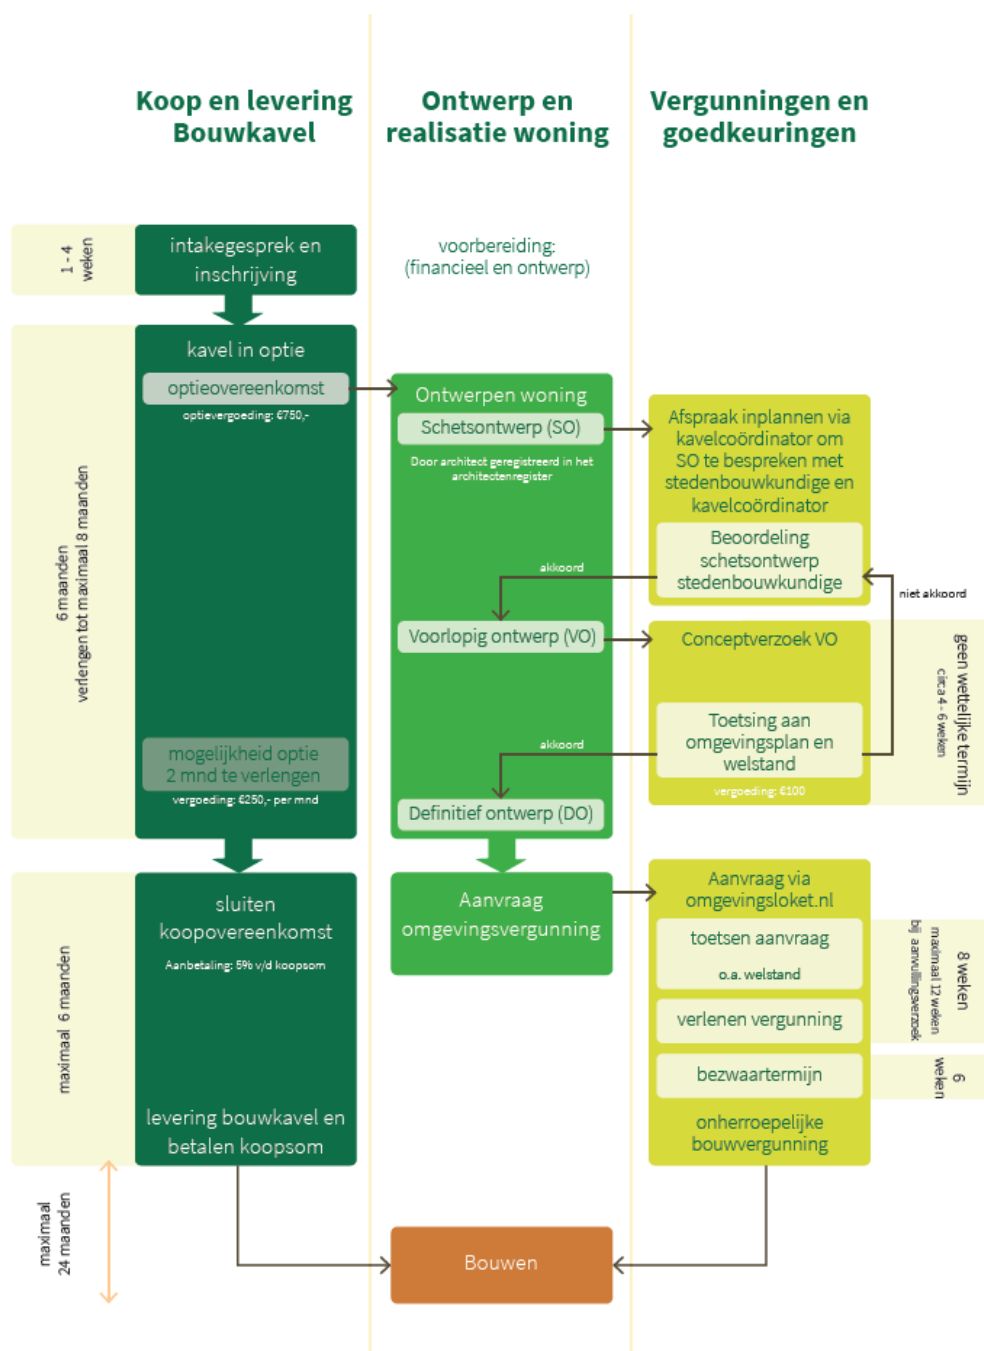 Koop en levering
Bouwkavel
Ontwerp en
realisatie woning
Vergunningen en
goedkeuringen
1 - 4
weken
intakegesprek en
inschrijving
voorbereiding:
(financieel en ontwerp)
6 maanden
verlengen tot maximaal 8 maanden
kavel in optie
optieovereenkomst
optievergoeding: €750,-
mogelijkheid optie
2 mnd te verlengen
vergoeding: €250,- per mnd
Ontwerpen woning
Schetsontwerp (SO)
Door architect geregistreerd in het
architectenregister
akkoord
Voorlopig ontwerp (VO)
akkoord
Definitief ontwerp (DO)
Afspraak inplannen via
kavelcoördinator om
SO te bespreken met
stedenbouwkundige en
kavelcoördinator
Beoordeling
schetsontwerp
stedenbouwkundige
niet akkoord
Conceptverzoek VO
Toetsing aan
omgevingsplan en
welstand
vergoeding: €100
geen wettelijke termijn
circa 4 - 6 weken
maximaal 6 maanden
sluiten
koopovereenkomst
Aanbetaling: 5% v/d koopsom
levering bouwkavel en
betalen koopsom
Aanvraag
omgevingsvergunning
Aanvraag via
omgevingsloket.nl
toetsen aanvraag
o.a. welstand
verlenen vergunning
bezwaartermijn
onherroepelijke
bouwvergunning
8 weken
maximaal 12 weken
bij aanvullingsverzoek
6
weken
maximaal
24 maanden
Bouwen